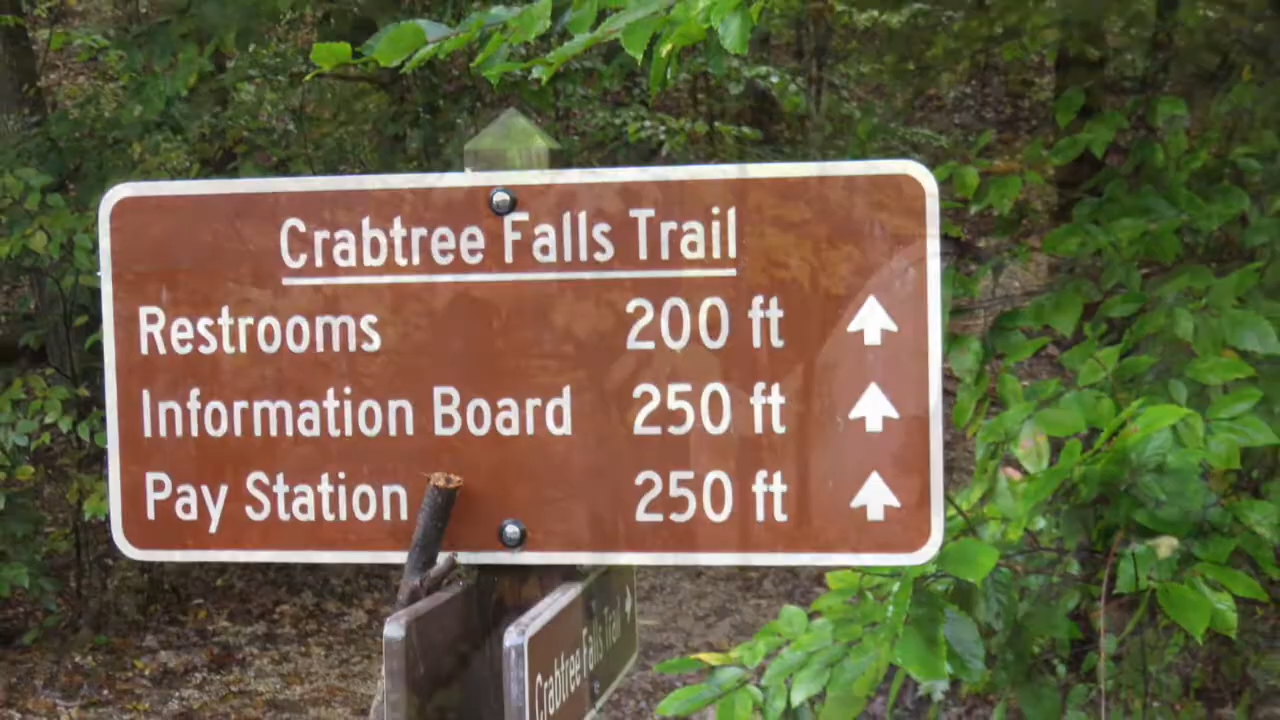 Crabtree Falls Trail
Restrooms 200 ft
Information Board 250 ft
Pay Station 250 ft
Crabtree Falls Trail